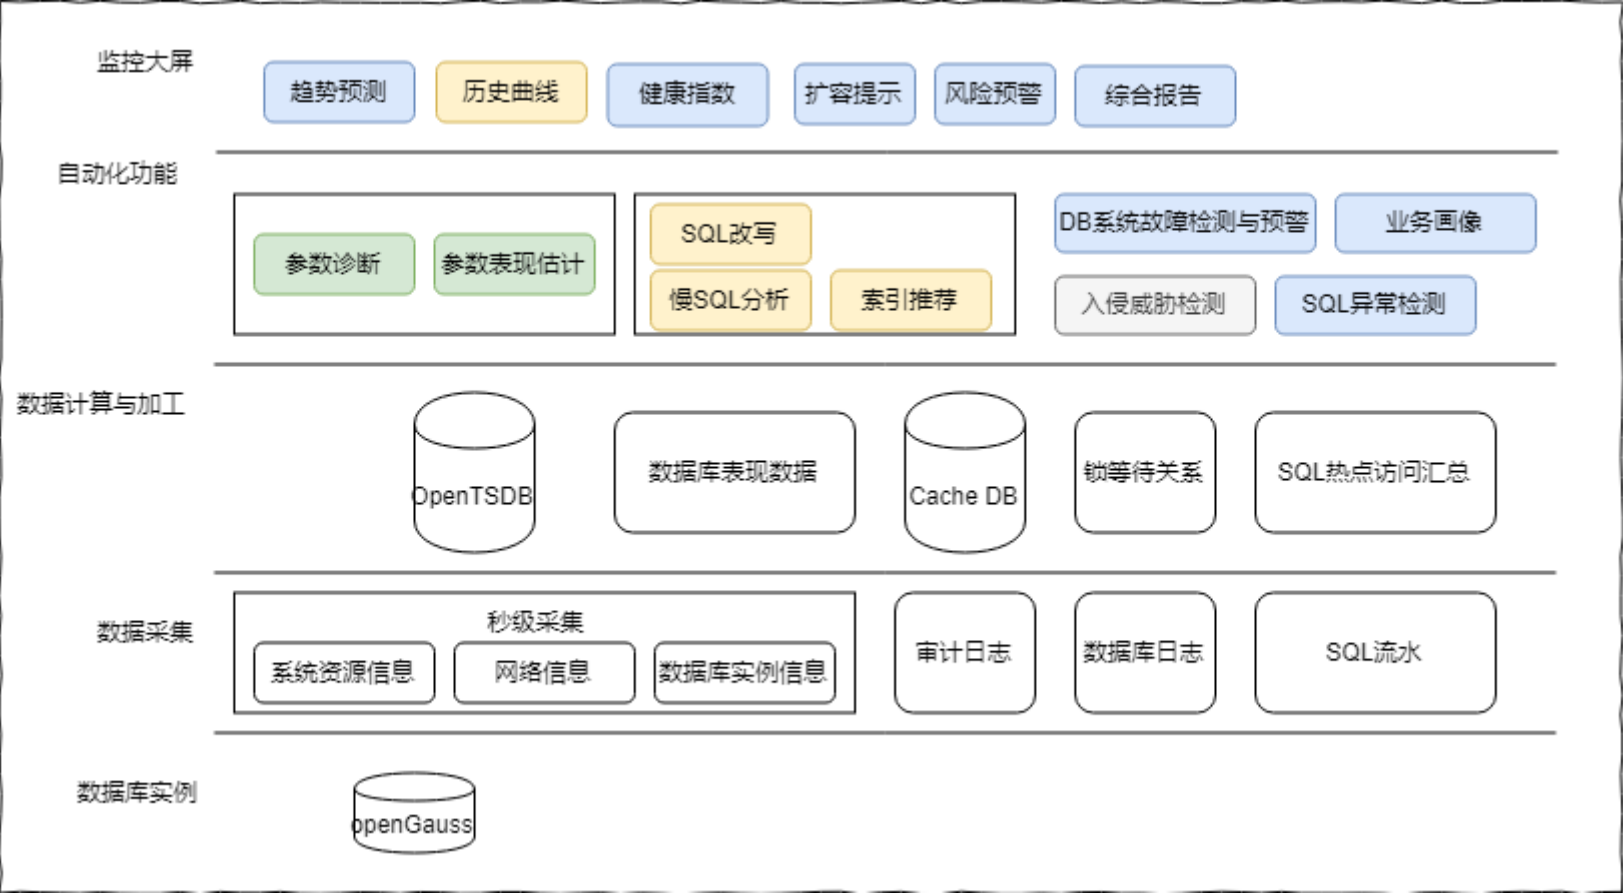 监控大屏
趋势预测
历史曲线
健康指数
扩容提示
风险预警
综合报告
自动化功能
参数诊断
参数表现估计
SQL改写
慢SQL分析
索引推荐
DB系统故障检测与预警
业务画像
入侵威胁检测
SQL异常检测
数据计算与加工
OpenTSDB
数据库表现数据
Cache DB
锁等待关系
SQL热点访问汇总
数据采集
秒级采集
系统资源信息
网络信息
数据库实例信息
审计日志
数据库日志
SQL流水
数据库实例
openGauss